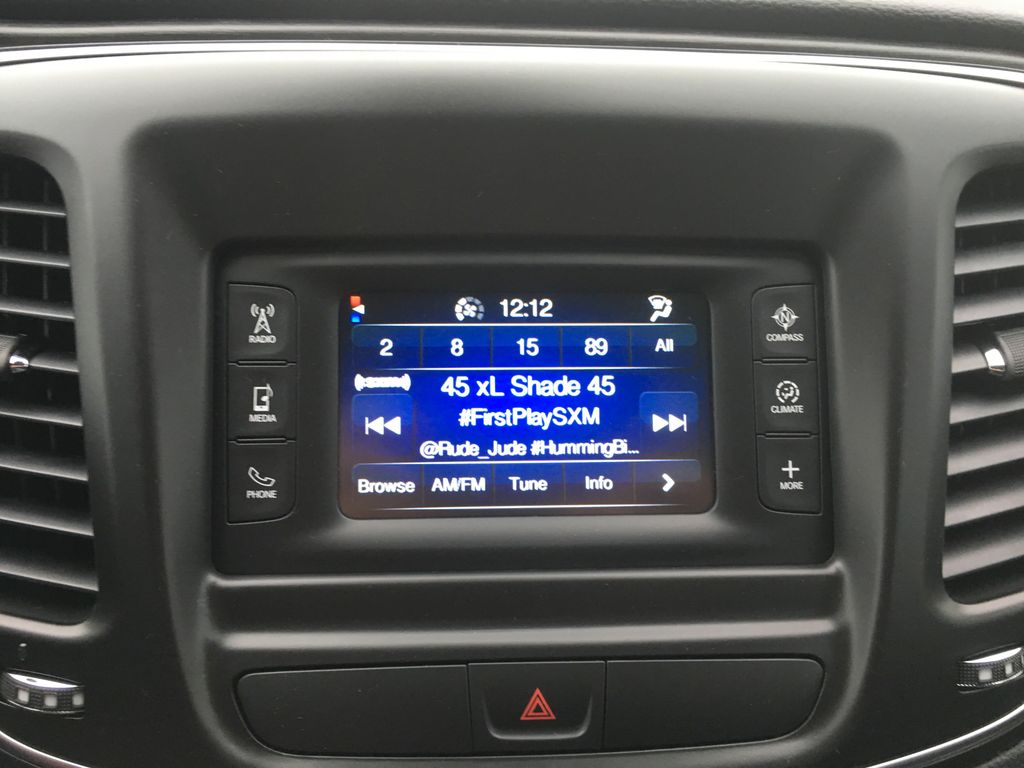 12:12
2 8 15 89 All
((SiriusXM))
45 xL Shade 45
#FirstPlaySXM
@Rude_Jude #HummingBi...
Browse AM/FM Tune Info
RADIO
MEDIA
PHONE
N
COMPASS
CLIMATE
MORE